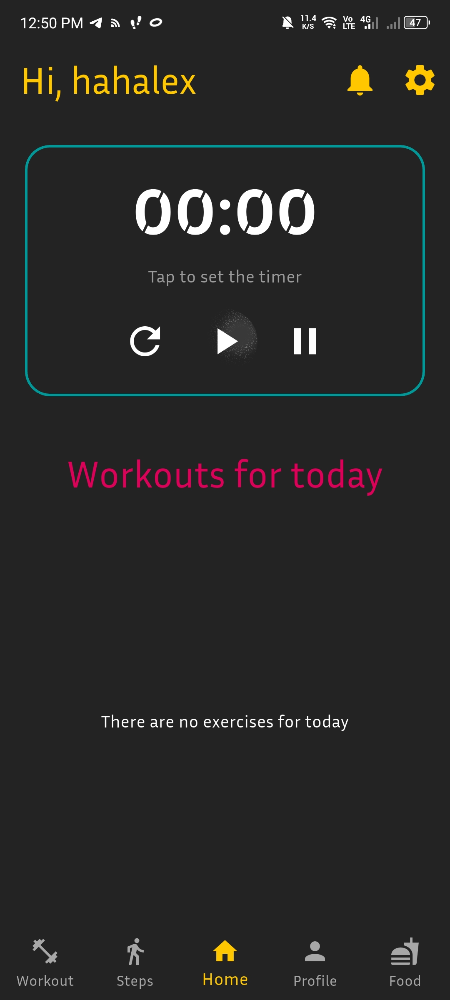 12:50 PM 11.4 K/S Vo LTE 4G 47
Hi, hahalex
00:00
Tap to set the timer
Workouts for today
There are no exercises for today
Workout Steps Home Profile Food